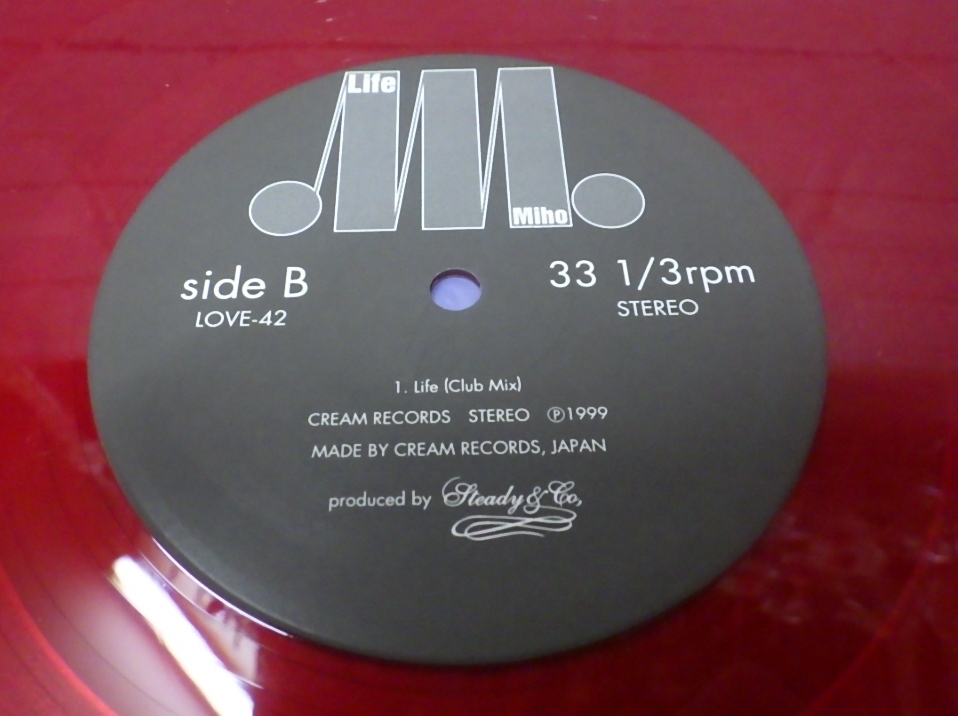 Life
Miho
side B
LOVE-42
33 1/3rpm
STEREO
1. Life (Club Mix)
CREAM RECORDS STEREO ℗1999
MADE BY CREAM RECORDS, JAPAN
produced by Steady & Co,